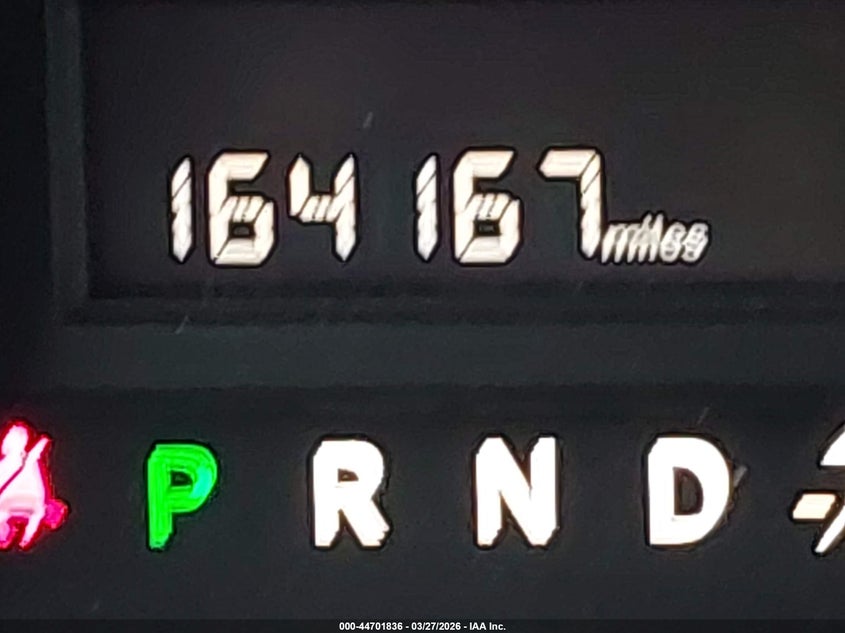 164 167 miles
P R N D
000-44701836 - 03/27/2026 - IAA Inc.